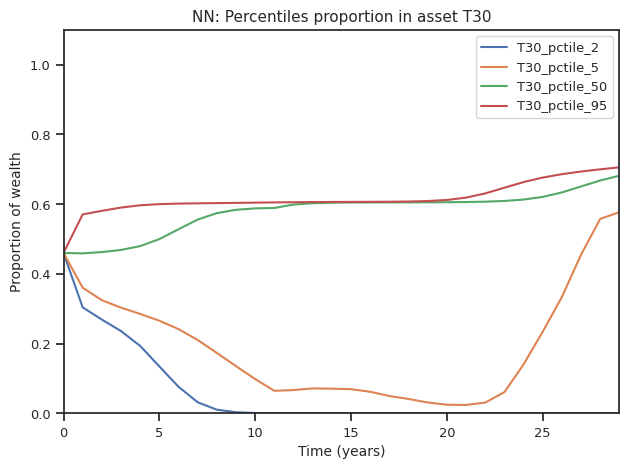 NN: Percentiles proportion in asset T30
T30_pctile_2
T30_pctile_5
T30_pctile_50
T30_pctile_95
1.0
0.8
0.6
0.4
0.2
0.0
Proportion of wealth
0 5 10 15 20 25
Time (years)